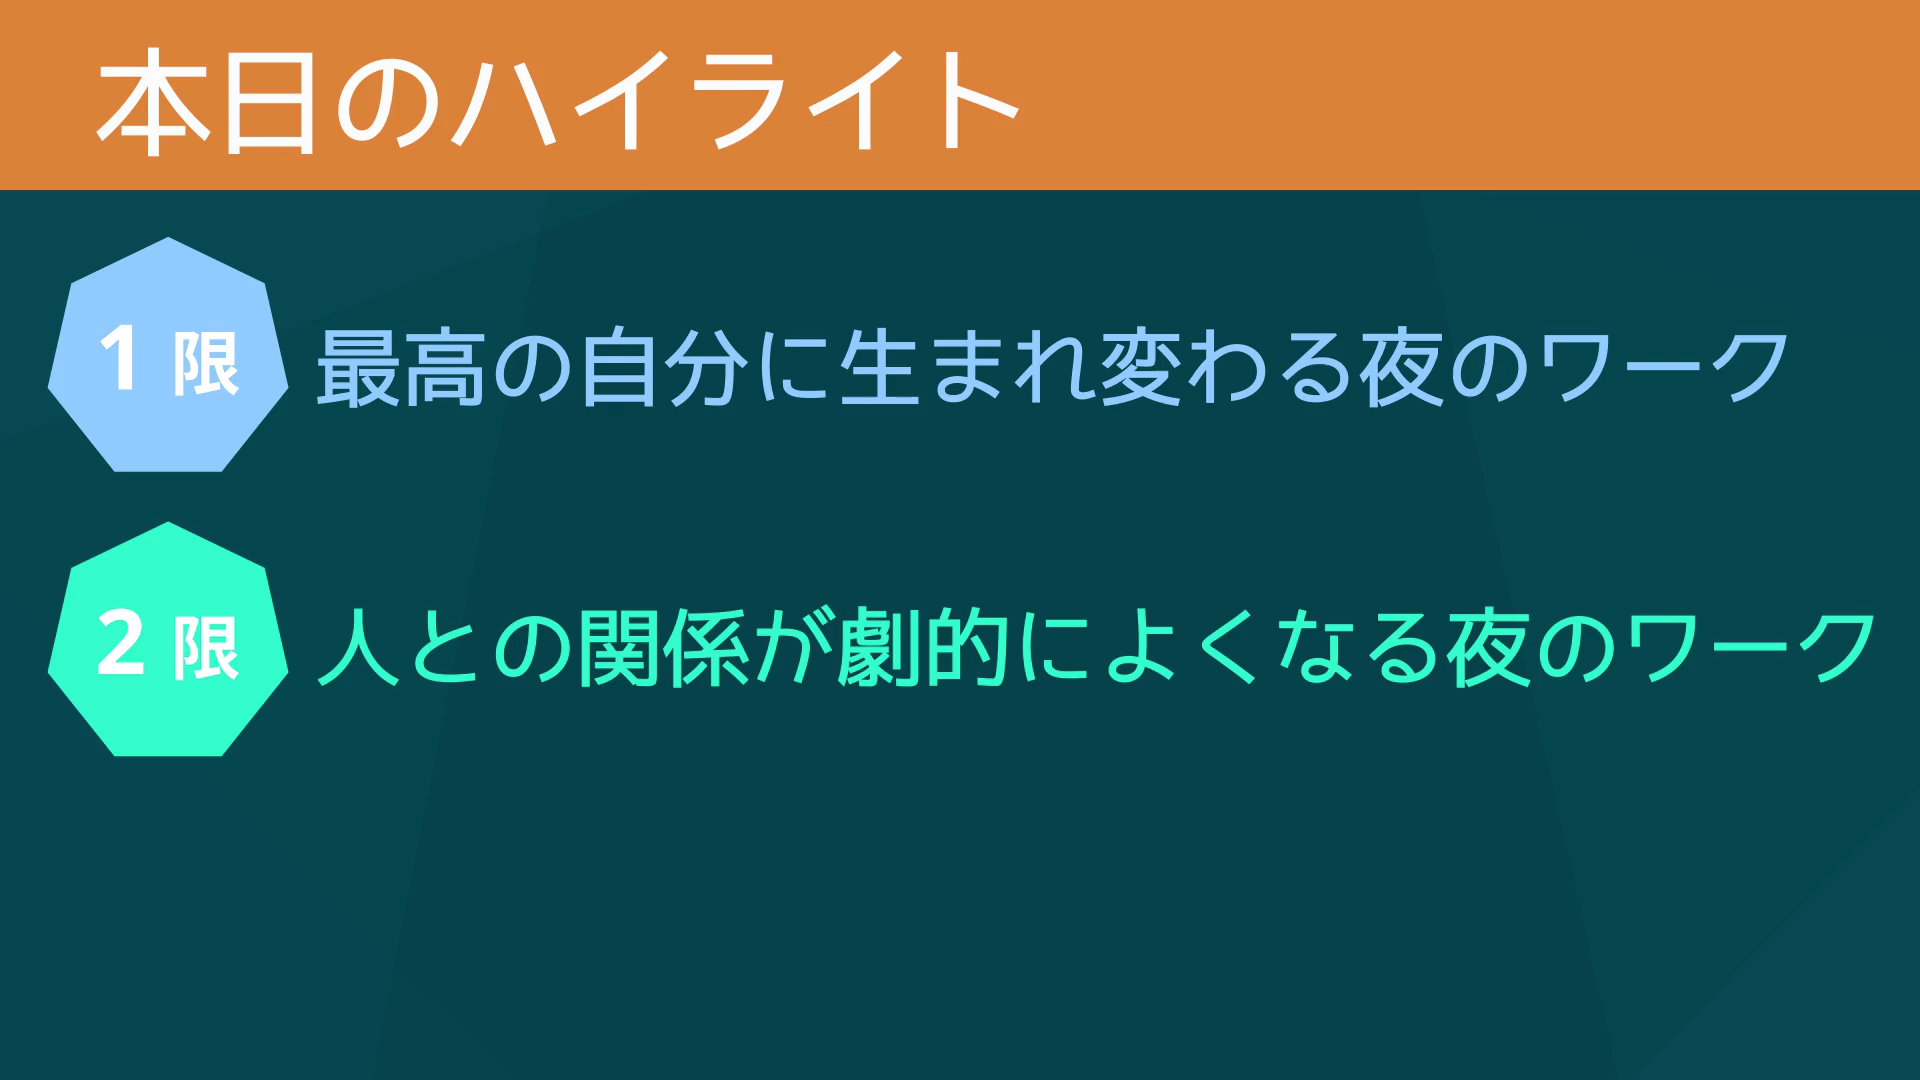 本日のハイライト
1 限
最高の自分に生まれ変わる夜のワーク
2 限
人との関係が劇的によくなる夜のワーク